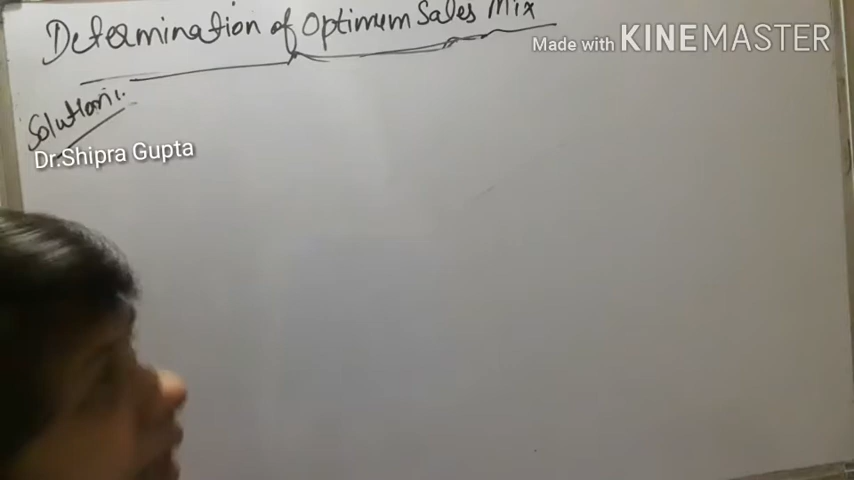 Determination of Optimum Sales Mix
Made with KINEMASTER
Solution:
Dr.Shipra Gupta